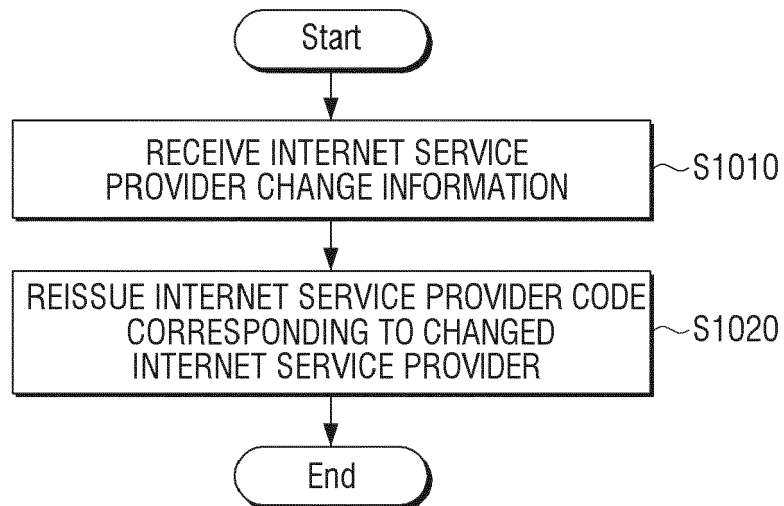 Start
RECEIVE INTERNET SERVICE
PROVIDER CHANGE INFORMATION
S1010
REISSUE INTERNET SERVICE PROVIDER CODE
CORRESPONDING TO CHANGED
INTERNET SERVICE PROVIDER
S1020
End